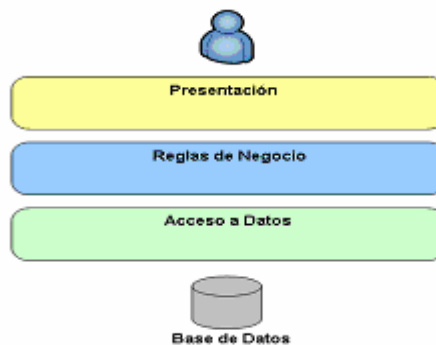 Presentación
Reglas de Negocio
Acceso a Datos
Base de Datos